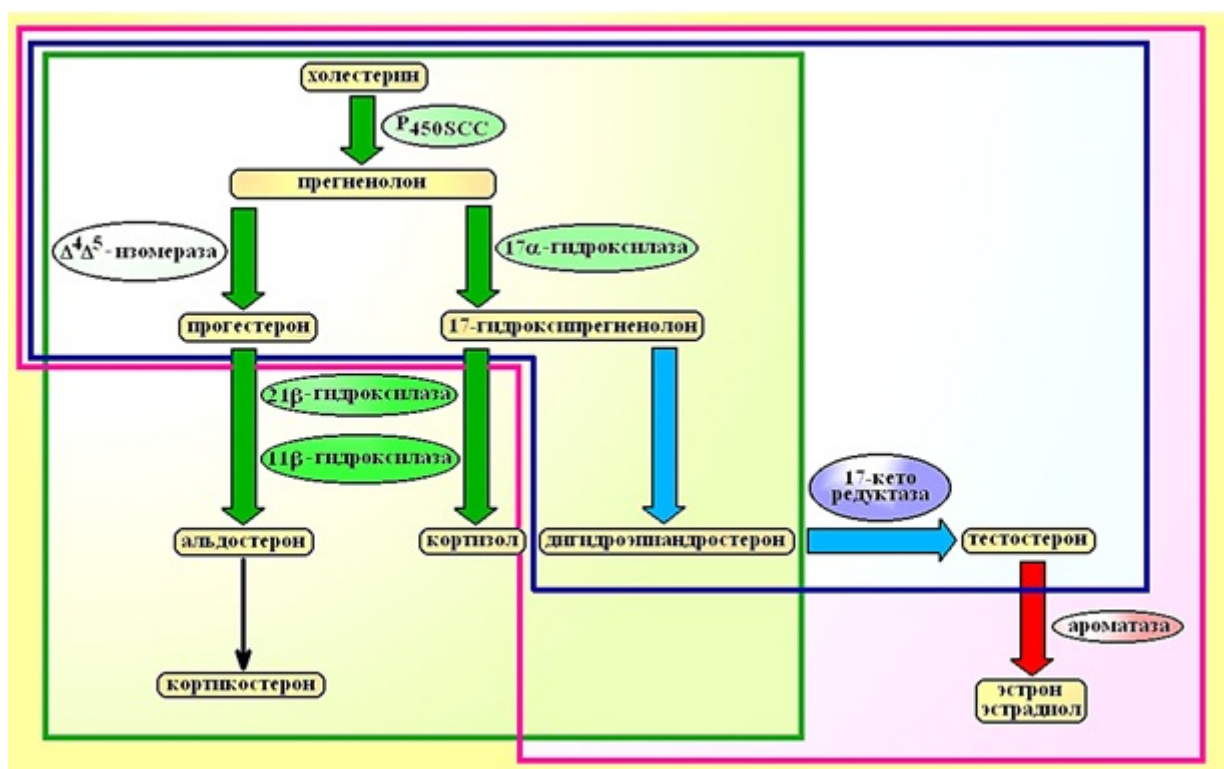 холестерин
P450SCC
прегненолон
Δ4Δ5-изомераза
17α-гидроксилаза
прогестерон
17-гидроксипрегненолон
21β-гидроксилаза
11β-гидроксилаза
17-кето
редуктаза
альдостерон
кортизол
дигидроэпиандростерон
тестостерон
ароматаза
кортикостерон
эстрон
эстрадиол